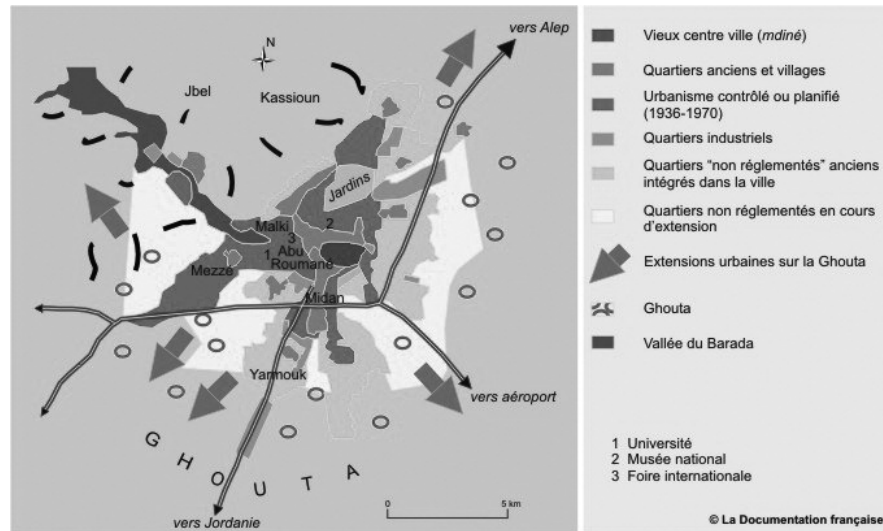 vers Alep
N
Jbel
Kassioun
Jardins
Malki
2
3
1 Abu
Roumané
Mezzé
Midan
Yarmouk
vers aéroport
GHOUTA
vers Jordanie
0 5 km
Vieux centre ville (mdiné)
Quartiers anciens et villages
Urbanisme contrôlé ou planifié
(1936-1970)
Quartiers industriels
Quartiers "non réglementés" anciens
intégrés dans la ville
Quartiers non réglementés en cours
d'extension
Extensions urbaines sur la Ghouta
Ghouta
Vallée du Barada
1 Université
2 Musée national
3 Foire internationale
© La Documentation française